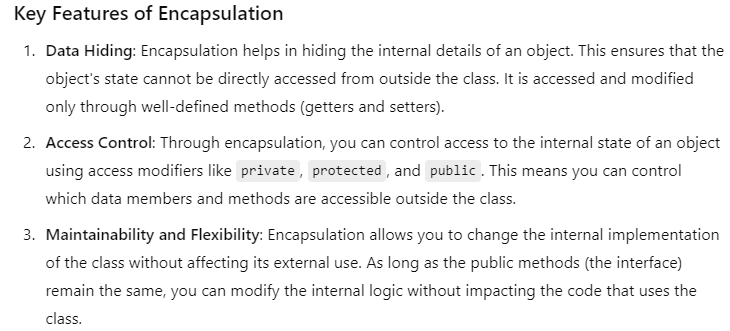 Key Features of Encapsulation
1. Data Hiding: Encapsulation helps in hiding the internal details of an object. This ensures that the
object's state cannot be directly accessed from outside the class. It is accessed and modified
only through well-defined methods (getters and setters).
2. Access Control: Through encapsulation, you can control access to the internal state of an object
using access modifiers like private, protected, and public. This means you can control
which data members and methods are accessible outside the class.
3. Maintainability and Flexibility: Encapsulation allows you to change the internal implementation
of the class without affecting its external use. As long as the public methods (the interface)
remain the same, you can modify the internal logic without impacting the code that uses the
class.